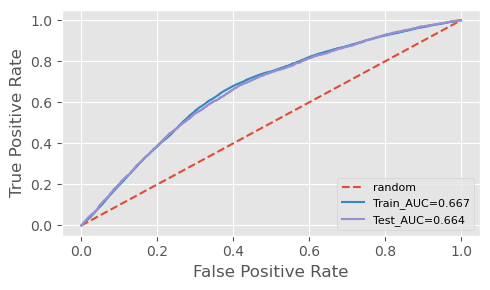 1.0
0.8
0.6
0.4
0.2
0.0
True Positive Rate
random
Train_AUC=0.667
Test_AUC=0.664
0.0 0.2 0.4 0.6 0.8 1.0
False Positive Rate